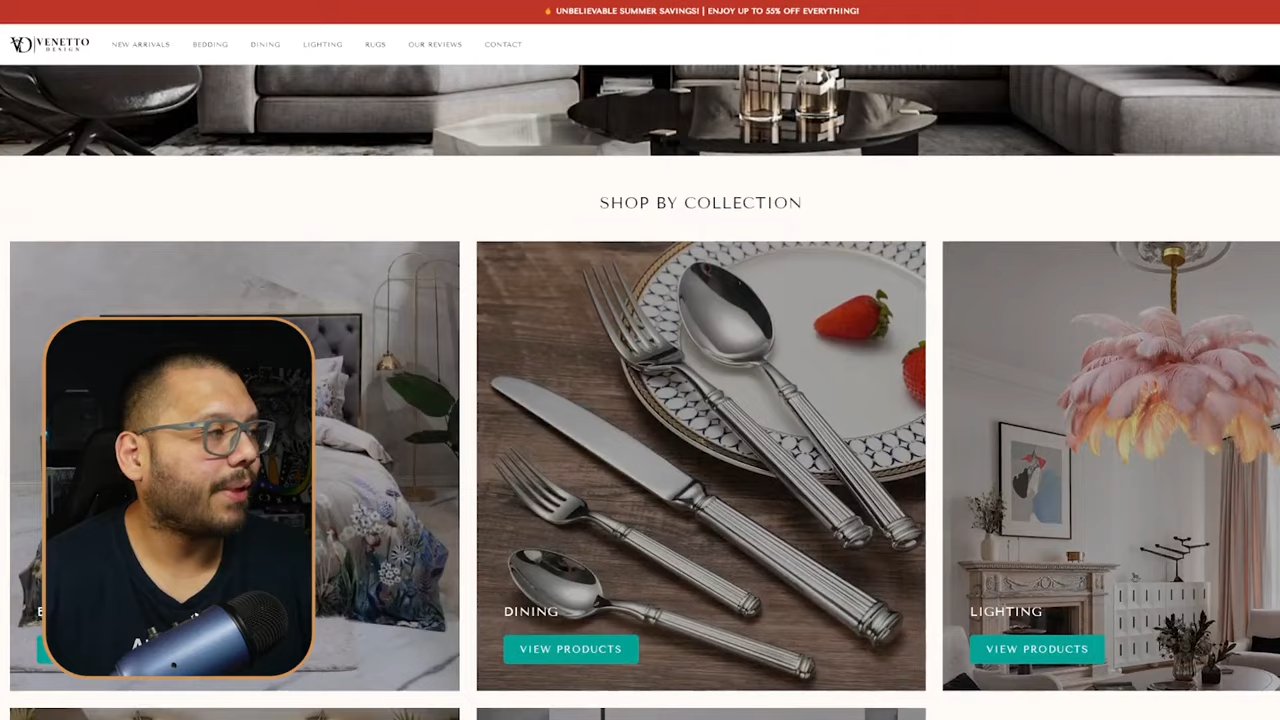 🔥 UNBELIEVABLE SUMMER SAVINGS! | ENJOY UP TO 55% OFF EVERYTHING!
VENETTO
DESIGN
NEW ARRIVALS BEDDING DINING LIGHTING RUGS OUR REVIEWS CONTACT
SHOP BY COLLECTION
DINING
LIGHTING
VIEW PRODUCTS
VIEW PRODUCTS